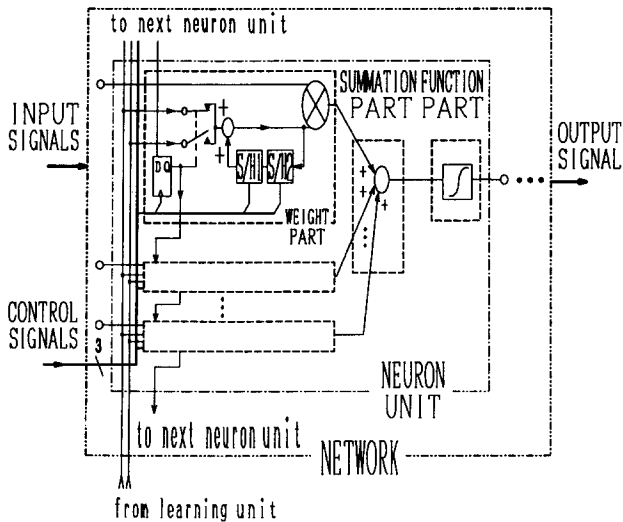 to next neuron unit
SUMMATION FUNCTION
PART PART
INPUT
SIGNALS
OUTPUT
SIGNAL
+
+
D Q
S/H1
S/H2
WEIGHT
PART
+
+
+
CONTROL
SIGNALS
3
NEURON
UNIT
to next neuron unit
NETWORK
from learning unit